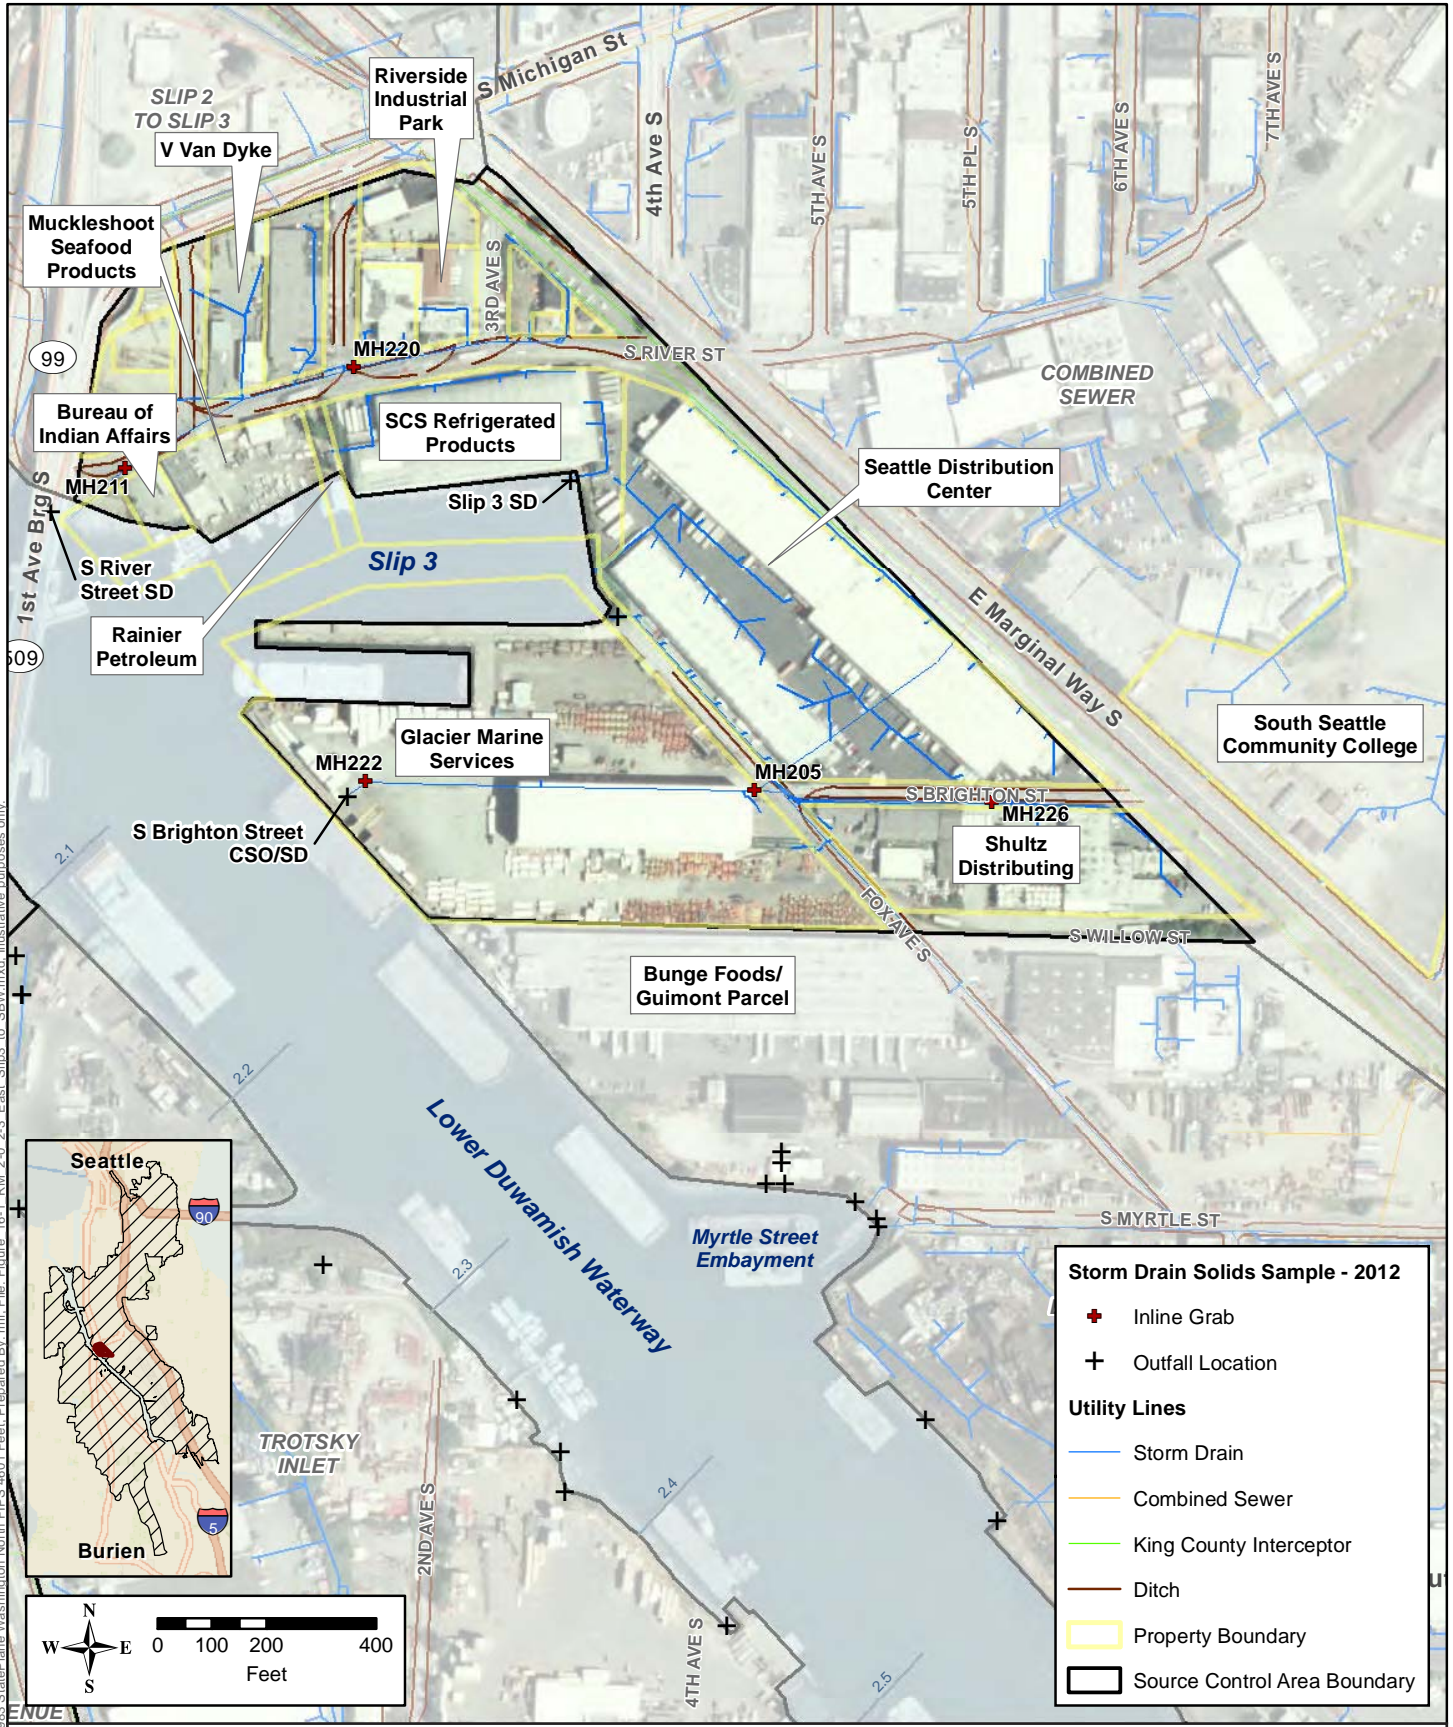 S Michigan St
SLIP 2
TO SLIP 3
Riverside
Industrial
Park
V Van Dyke
4th Ave S
5TH AVE S
5TH PL S
6TH AVE S
7TH AVE S
Muckleshoot
Seafood
Products
3RD AVE S
99
MH220
S RIVER ST
COMBINED
SEWER
Bureau of
Indian Affairs
SCS Refrigerated
Products
Seattle Distribution
Center
MH211
Slip 3 SD
1st Ave Brg S
S River
Street SD
Slip 3
E Marginal Way S
Rainier
Petroleum
509
South Seattle
Community College
Glacier Marine
Services
MH222
MH205
S BRIGHTON ST
MH226
S Brighton Street
CSO/SD
Shultz
Distributing
2.1
FOX AVE S
S WILLOW ST
Bunge Foods/
Guimont Parcel
2.2
Lower Duwamish Waterway
Seattle
90
S MYRTLE ST
Myrtle Street
Embayment
2.3
5
Burien
TROTSKY
INLET
2ND AVE S
2.4
4TH AVE S
2.5
Storm Drain Solids Sample - 2012
Inline Grab
Outfall Location
Utility Lines
Storm Drain
Combined Sewer
King County Interceptor
Ditch
Property Boundary
Source Control Area Boundary
N
W E
S
0 100 200 400
Feet
ENUE